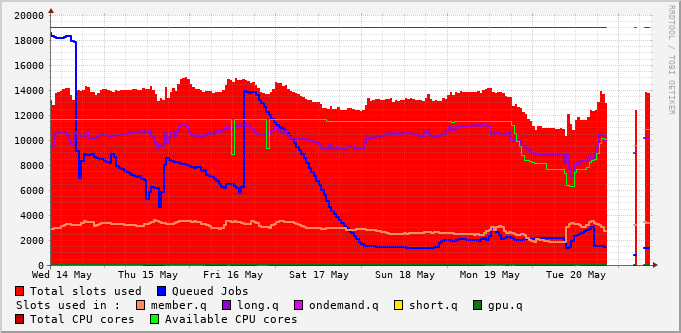 20000
18000
16000
14000
12000
10000
8000
6000
4000
2000
0
Wed 14 May Thu 15 May Fri 16 May Sat 17 May Sun 18 May Mon 19 May Tue 20 May
Total slots used Queued Jobs
Slots used in : member.q long.q ondemand.q short.q gpu.q
Total CPU cores Available CPU cores
RRDTOOL / TOBI OETIKER